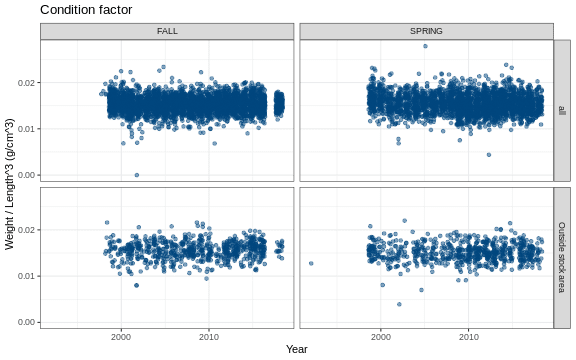 Condition factor
FALL
SPRING
Weight / Length^3 (g/cm^3)
0.02
0.01
0.00
all
0.02
0.01
0.00
Outside stock area
2000
2010
2000
2010
Year